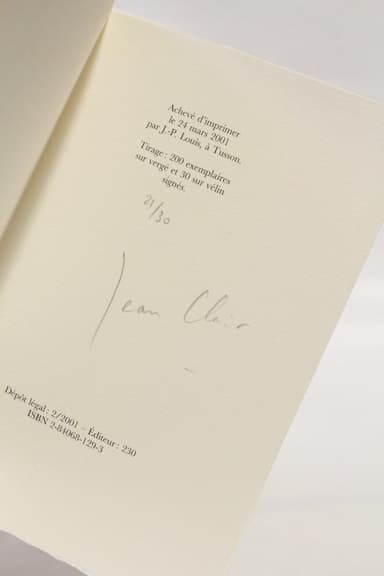 Achevé d'imprimer
le 24 mars 2001
par J.-P. Louis, à Tusson.
Tirage : 200 exemplaires
sur vergé et 30 sur vélin
signés.
21/30
Jean Clair
Dépôt légal : 2/2001 – Éditeur : 230
ISBN 2-84068-129-3